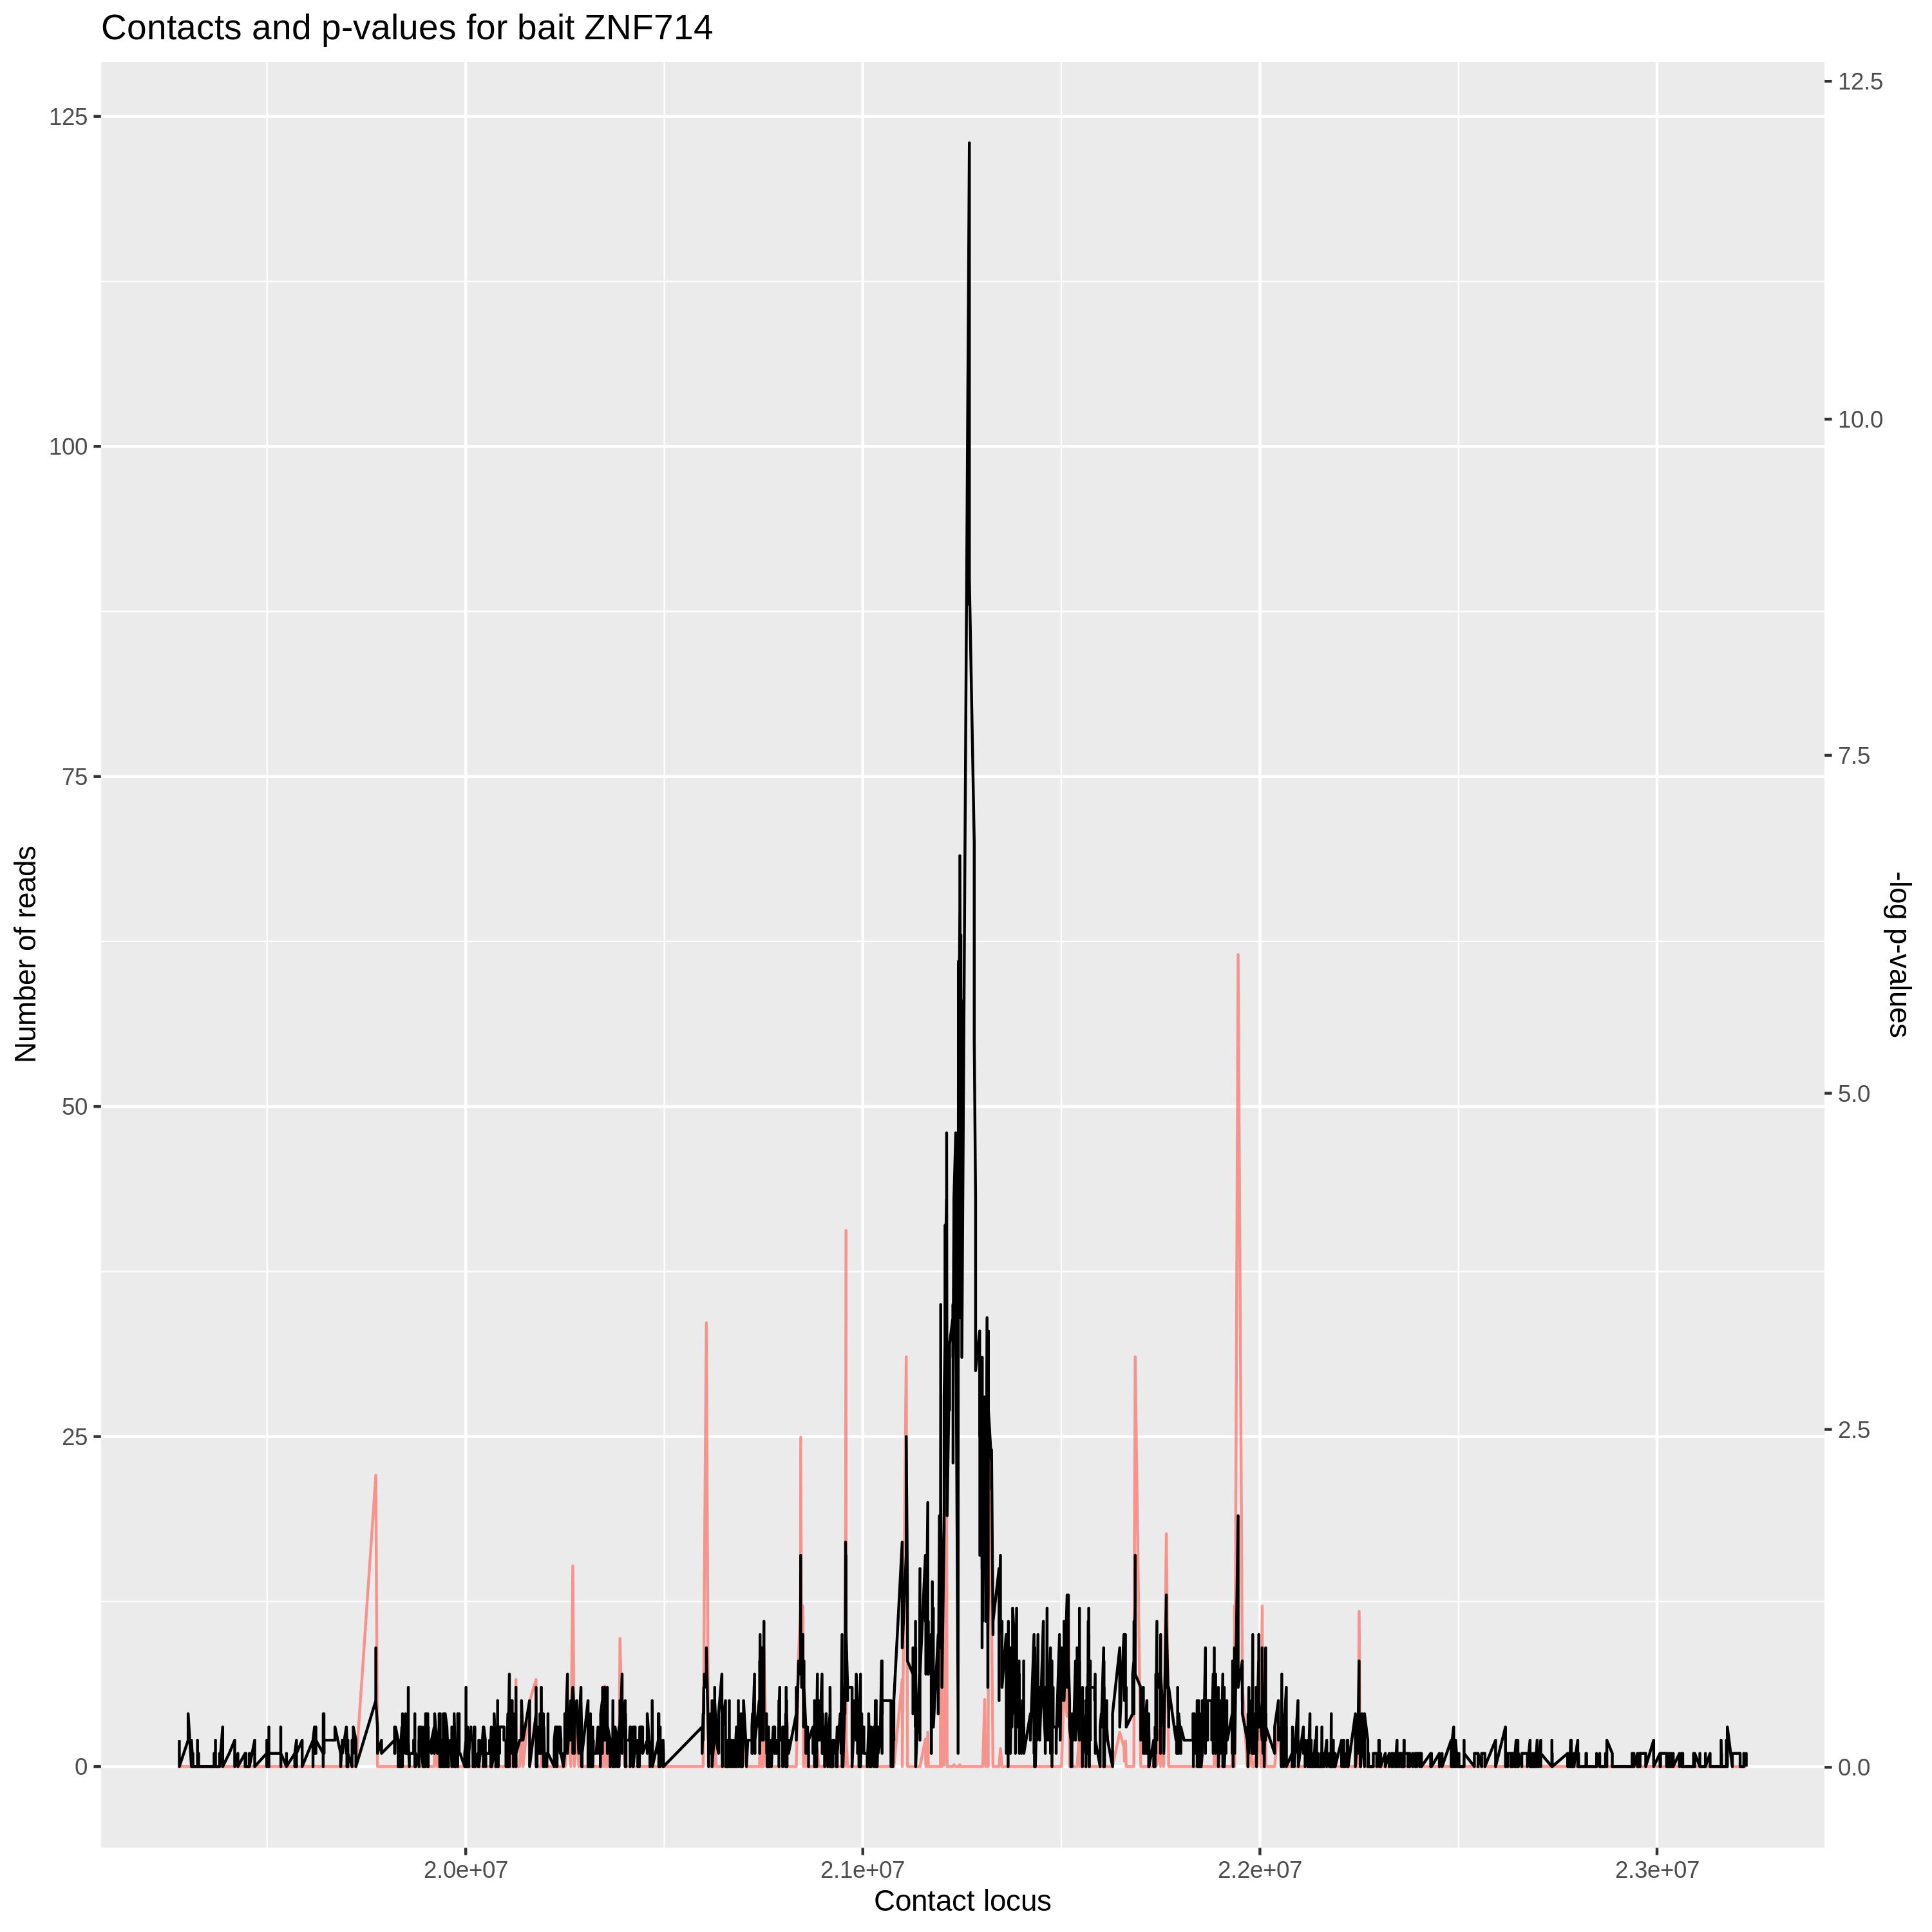 Contacts and p-values for bait ZNF714
125
100
75
50
25
0
Number of reads
12.5
10.0
7.5
5.0
2.5
0.0
-log p-values
2.0e+07
2.1e+07
2.2e+07
2.3e+07
Contact locus